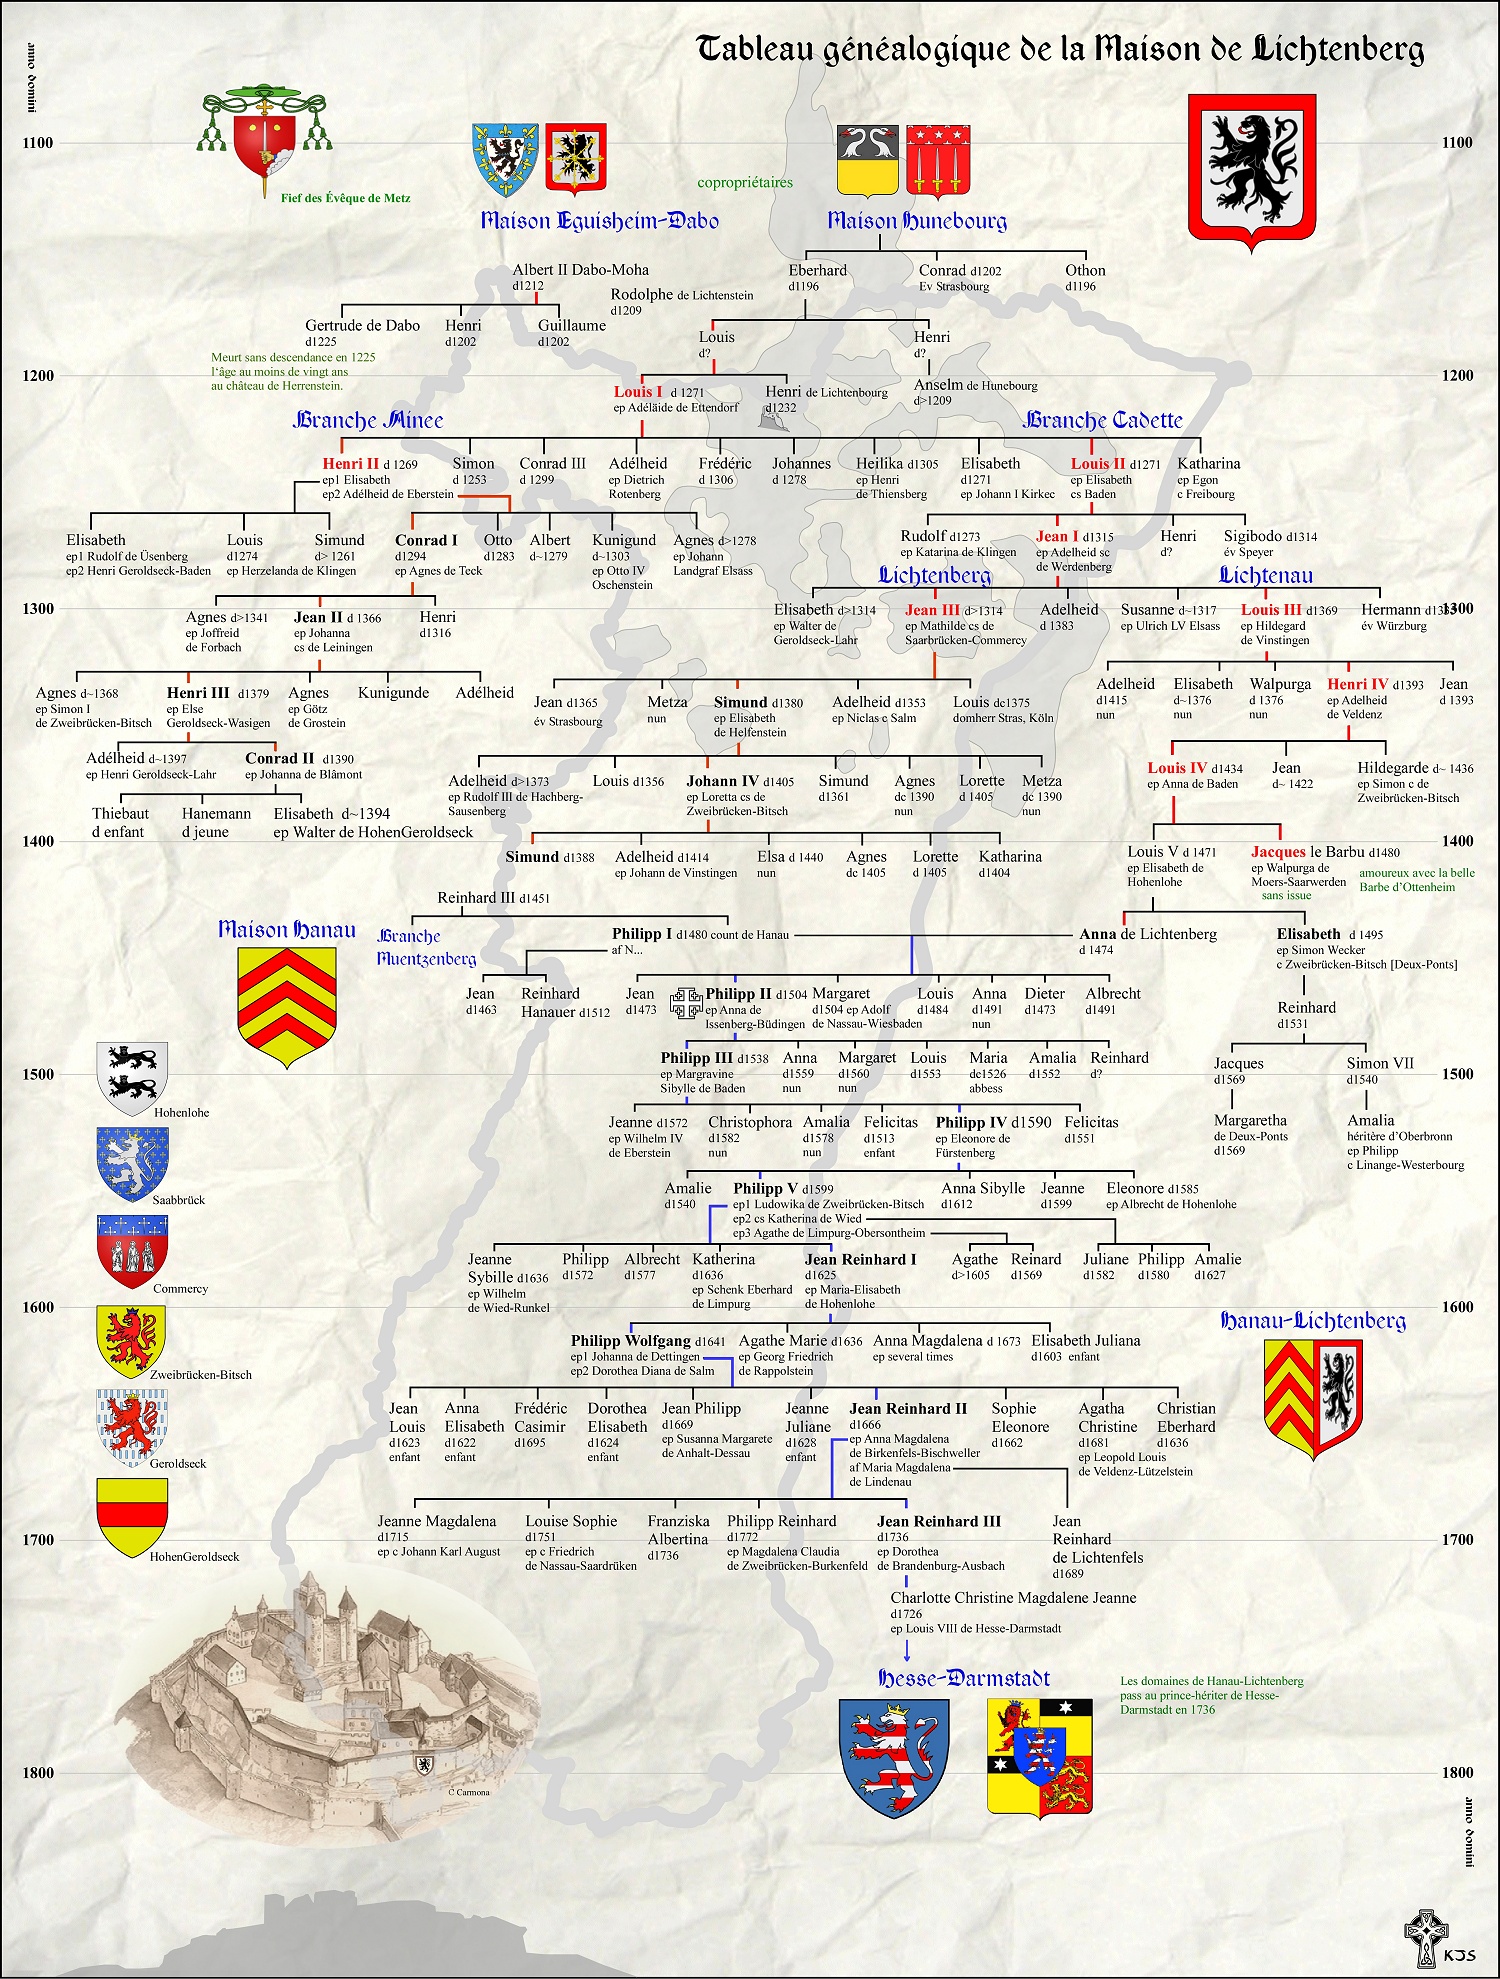 Tableau généalogique de la Maison de Lichtenberg
anno domini
1100
1100
Fief des Évêque de Metz
copropriétaires
Maison Eguisheim-Dabo
Maison Hunebourg
Albert II Dabo-Moha
d1212
Eberhard
d1196
Conrad d1202
Ev Strasbourg
Othon
d1196
Rodolphe de Lichtenstein
d1209
Gertrude de Dabo
d1225
Henri
d1202
Guillaume
d1202
Louis
d?
Henri
d?
Meurt sans descendance en 1225
l'âge au moins de vingt ans
au château de Herrenstein.
1200
1200
Louis I d 1271
ep Adéläide de Ettendorf
Henri de Lichtenbourg
d1232
Anselm de Hunebourg
d>1209
Branche Aînee
Branche Cadette
Henri II d 1269
ep1 Elisabeth
ep2 Adélheid de Eberstein
Simon
d 1253
Conrad III
d 1299
Adélheid
ep Dietrich
Rotenberg
Frédéric
d 1306
Johannes
d 1278
Heilika d1305
ep Henri
de Thiensberg
Elisabeth
d1271
ep Johann I Kirkec
Louis II d1271
ep Elisabeth
cs Baden
Katharina
ep Egon
c Freibourg
Elisabeth
ep1 Rudolf de Üsenberg
ep2 Henri Geroldseck-Baden
Louis
d1274
ep Herzelanda de Klingen
Simund
d> 1261
Conrad I
d1294
ep Agnes de Teck
Otto
d1283
Albert
d~1279
Kunigund
d~1303
ep Otto IV
Oschenstein
Agnes d>1278
ep Johann
Landgraf Elsass
Rudolf d1273
ep Katarina de Klingen
Jean I d1315
ep Adelheid sc
de Werdenberg
Henri
d?
Sigibodo d1314
év Speyer
Lichtenberg
Lichtenau
1300
1300
Agnes d>1341
ep Joffreid
de Forbach
Jean II d 1366
ep Johanna
cs de Leiningen
Henri
d1316
Elisabeth d>1314
ep Walter de
Geroldseck-Lahr
Jean III d>1314
ep Mathilde cs de
Saarbrücken-Commercy
Adelheid
d 1383
Susanne d~1317
ep Ulrich LV Elsass
Louis III d1369
ep Hildegard
de Vinstingen
Hermann
év Würzburg
Agnes d~1368
ep Simon I
de Zweibrücken-Bitsch
Henri III d1379
ep Else
Geroldseck-Wasigen
Agnes
ep Götz
de Grostein
Kunigunde
Adélheid
Jean d1365
év Strasbourg
Metza
nun
Simund d1380
ep Elisabeth
de Helfenstein
Adelheid d1353
ep Niclas c Salm
Louis dc1375
domherr Stras, Köln
Adelheid
d1415
nun
Elisabeth
d~1376
nun
Walpurga
d 1376
nun
Henri IV d1393
ep Adelheid
de Veldenz
Jean
d 1393
Adélheid d~1397
ep Henri Geroldseck-Lahr
Conrad II d1390
ep Johanna de Blâmont
Adelheid d>1373
ep Rudolf III de Hachberg-
Sausenberg
Louis d1356
Johann IV d1405
ep Loretta cs de
Zweibrücken-Bitsch
Simund
d1361
Agnes
dc 1390
nun
Lorette
d 1405
Metza
dc 1390
nun
Louis IV d1434
ep Anna de Baden
Jean
d~ 1422
Hildegarde d~ 1436
ep Simon c de
Zweibrücken-Bitsch
Thiebaut
d enfant
Hanemann
d jeune
Elisabeth d~1394
ep Walter de HohenGeroldseck
1400
1400
Simund d1388
Adelheid d1414
ep Johann de Vinstingen
Elsa d 1440
nun
Agnes
dc 1405
Lorette
d 1405
Katharina
d1404
Louis V d 1471
ep Elisabeth de
Hohenlohe
Jacques le Barbu d1480
ep Walpurga de
Moers-Saarwerden
sans issue
amoureux avec la belle
Barbe d'Ottenheim
Reinhard III d1451
Maison Hanau
Branche
Muentzenberg
Philipp I d1480 count de Hanau
af N...
Anna de Lichtenberg
d 1474
Elisabeth d 1495
ep Simon Wecker
c Zweibrücken-Bitsch [Deux-Ponts]
Jean
d1463
Reinhard
Hanauer d1512
Jean
d1473
Philipp II d1504
ep Anna de
Issenberg-Büdingen
Margaret
d1504 ep Adolf
de Nassau-Wiesbaden
Louis
d1484
Anna
d1491
nun
Dieter
d1473
Albrecht
d1491
Reinhard
d1531
Philipp III d1538
ep Margravine
Sibylle de Baden
Anna
d1559
nun
Margaret
d1560
nun
Louis
d1553
Maria
dc1526
abbess
Amalia
d1552
Reinhard
d?
Jacques
d1569
Simon VII
d1540
1500
1500
Hohenlohe
Jeanne d1572
ep Wilhelm IV
de Eberstein
Christophora
d1582
nun
Amalia
d1578
nun
Felicitas
d1513
enfant
Philipp IV d1590
ep Eleonore de
Fürstenberg
Felicitas
d1551
Margaretha
de Deux-Ponts
d1569
Amalia
héritère d'Oberbronn
ep Philipp
c Linange-Westerbourg
Saabbrück
Amalie
d1540
Philipp V d1599
ep1 Ludowika de Zweibrücken-Bitsch
ep2 cs Katherina de Wied
ep3 Agathe de Limpurg-Obersontheim
Anna Sibylle
d1612
Jeanne
d1599
Eleonore d1585
ep Albrecht de Hohenlohe
Commercy
Jeanne
Sybille d1636
ep Wilhelm
de Wied-Runkel
Philipp
d1572
Albrecht
d1577
Katherina
d1636
ep Schenk Eberhard
de Limpurg
Jean Reinhard I
d1625
ep Maria-Elisabeth
de Hohenlohe
Agathe
d>1605
Reinard
d1569
Juliane
d1582
Philipp
d1580
Amalie
d1627
1600
1600
Hanau-Lichtenberg
Zweibrücken-Bitsch
Philipp Wolfgang d1641
ep1 Johanna de Dettingen
ep2 Dorothea Diana de Salm
Agathe Marie d1636
ep Georg Friedrich
de Rappolstein
Anna Magdalena d 1673
ep several times
Elisabeth Juliana
d1603 enfant
Geroldseck
Jean
Louis
d1623
enfant
Anna
Elisabeth
d1622
enfant
Frédéric
Casimir
d1695
Dorothea
Elisabeth
d1624
enfant
Jean Philipp
d1669
ep Susanna Margarete
de Anhalt-Dessau
Jeanne
Juliane
d1628
enfant
Jean Reinhard II
d1666
ep Anna Magdalena
de Birkenfels-Bischweller
af Maria Magdalena
de Lindenau
Sophie
Eleonore
d1662
Agatha
Christine
d1681
ep Leopold Louis
de Veldenz-Lützelstein
Christian
Eberhard
d1636
HohenGeroldseck
Jeanne Magdalena
d1715
ep c Johann Karl August
Louise Sophie
d1751
ep c Friedrich
de Nassau-Saardrüken
Franziska
Albertina
d1736
Philipp Reinhard
d1772
ep Magdalena Claudia
de Zweibrücken-Burkenfeld
Jean Reinhard III
d1736
ep Dorothea
de Brandenburg-Ausbach
Jean
Reinhard
de Lichtenfels
d1689
1700
1700
Charlotte Christine Magdalene Jeanne
d1726
ep Louis VIII de Hesse-Darmstadt
Hesse-Darmstadt
Les domaines de Hanau-Lichtenberg
pass au prince-hériter de Hesse-
Darmstadt en 1736
1800
1800
C Carmona
anno domini
KJS